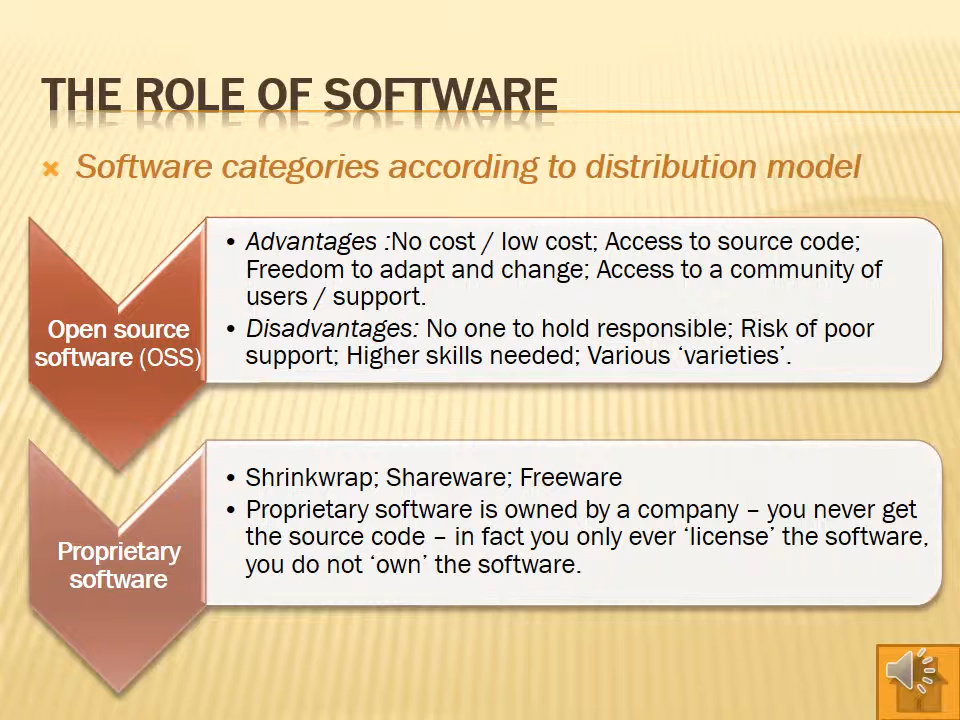 THE ROLE OF SOFTWARE
Software categories according to distribution model
• Advantages :No cost / low cost; Access to source code;
Freedom to adapt and change; Access to a community of
users / support.
• Disadvantages: No one to hold responsible; Risk of poor
support; Higher skills needed; Various ‘varieties’.
Open source
software (OSS)
• Shrinkwrap; Shareware; Freeware
• Proprietary software is owned by a company – you never get
the source code – in fact you only ever ‘license’ the software,
you do not ‘own’ the software.
Proprietary
software